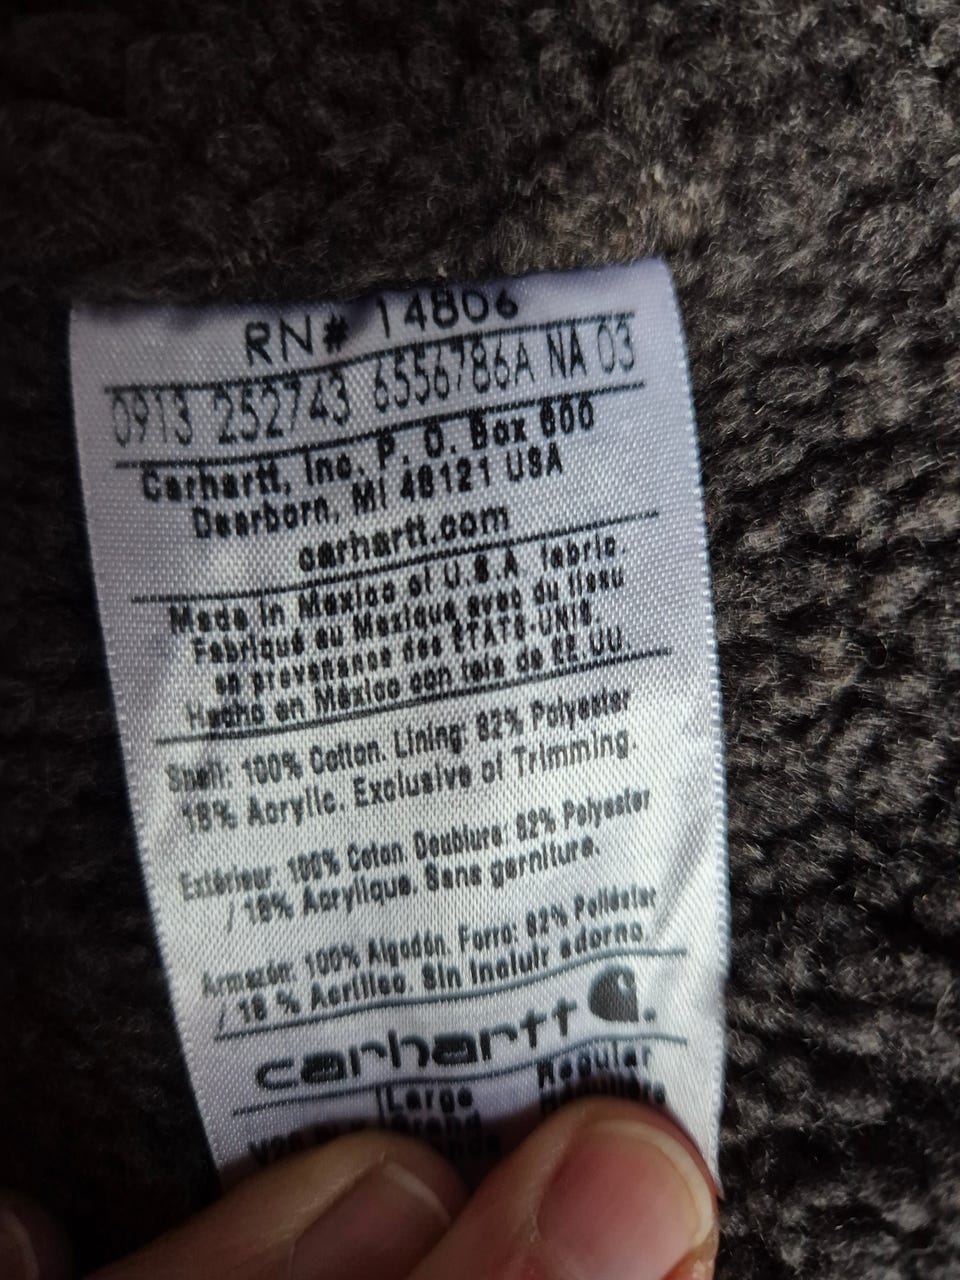 RN# 14806
0913 252743 6556786A NA 03
Carhartt, Inc. P. O. Box 600
Dearborn, MI 48121 USA
carhartt.com
Made in Mexico of U.S.A fabric.
Fabriqué au Mexique avec du tissu
en provenance des ÉTATS-UNIS
Hecho en México con tela de EE UU
Shell: 100% Cotton. Lining: 82% Polyester
18% Acrylic. Exclusive of Trimming.
Extérieur: 100% Coton. Doublure: 82% Polyester
/ 18% Acrylique. Sans garniture.
Armazón: 100% Algodón. Forro: 82% Poliéster
/ 18 % Acrílico. Sin incluir adorno
carhartt
Large Regular